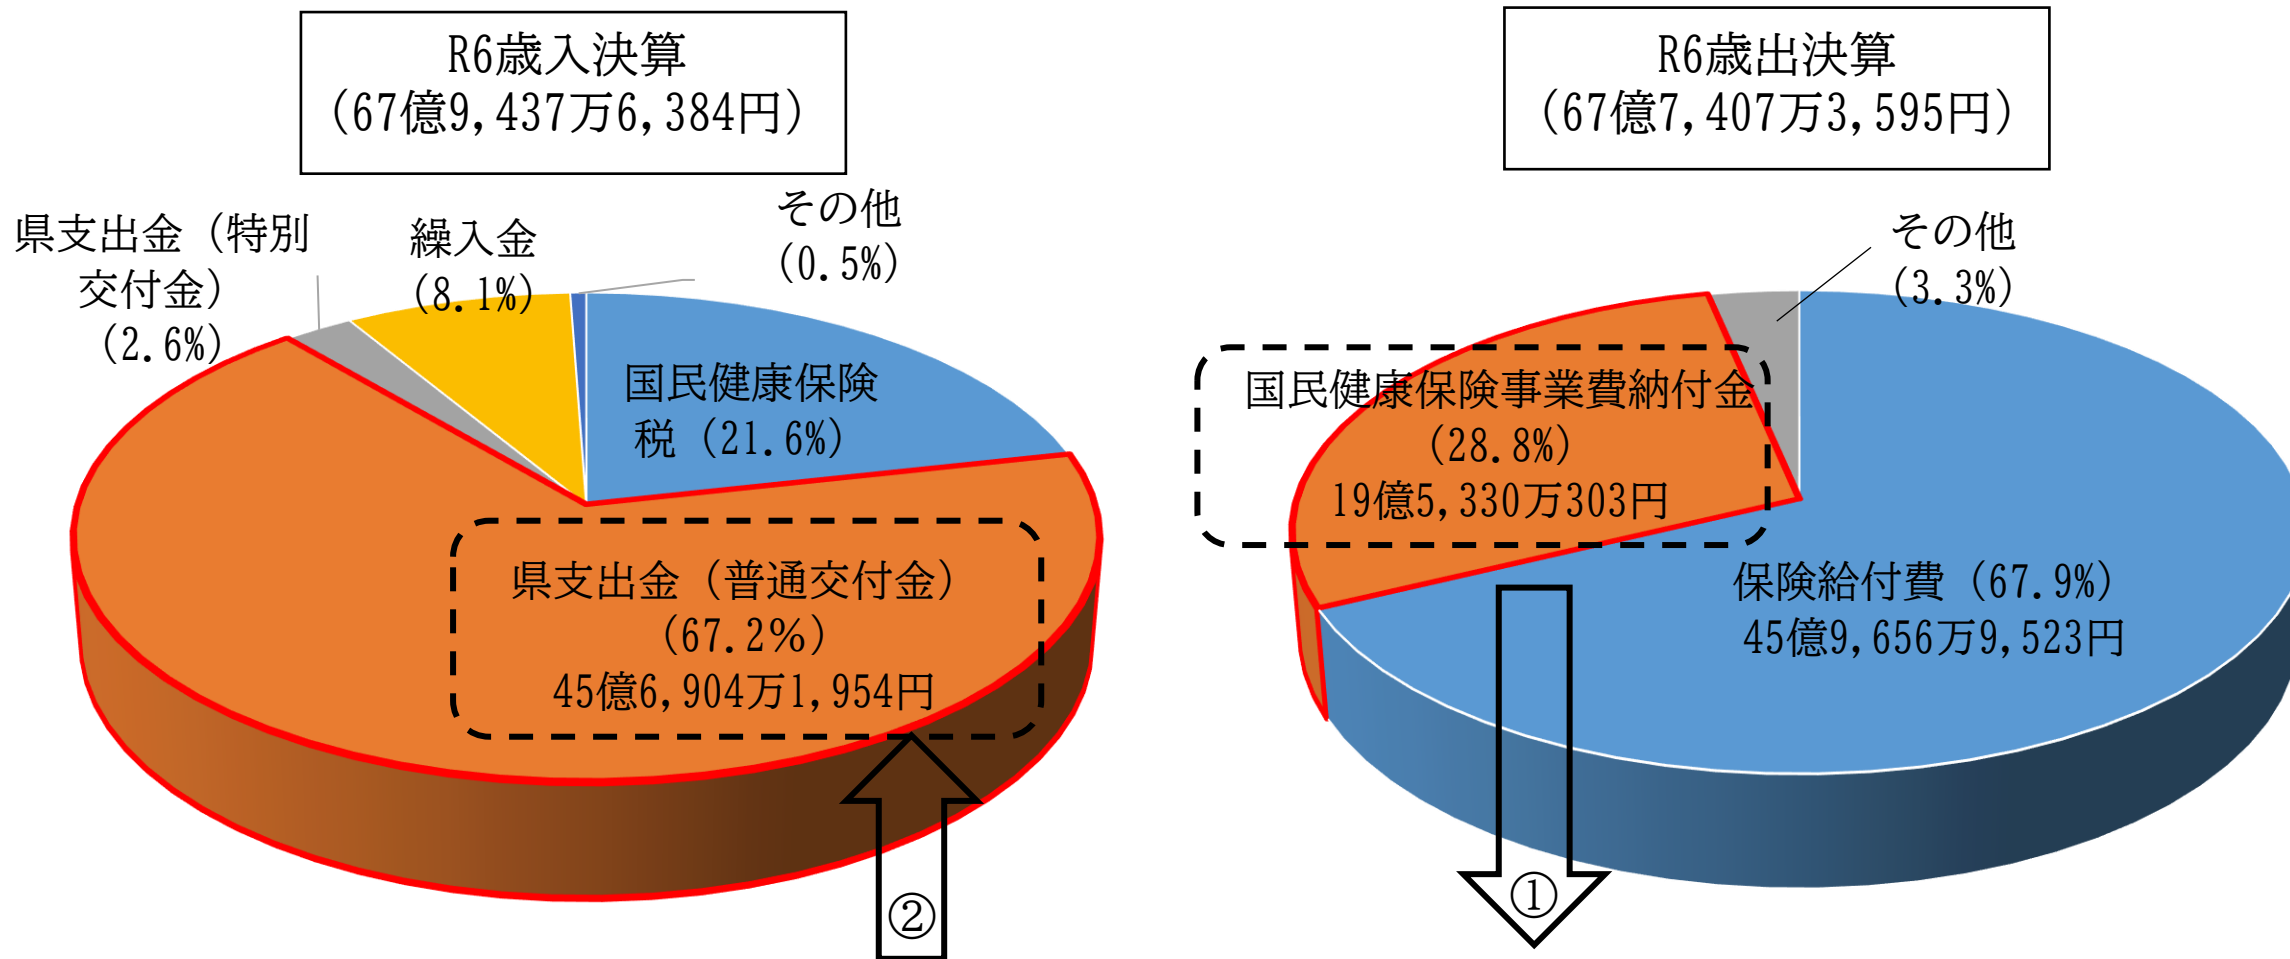 R6歳入決算
（67億9,437万6,384円）
県支出金（特別
交付金）
（2.6%）
繰入金
（8.1%）
その他
（0.5%）
国民健康保険
税（21.6%）
県支出金（普通交付金）
（67.2%）
45億6,904万1,954円
②
R6歳出決算
（67億7,407万3,595円）
その他
（3.3%）
国民健康保険事業費納付金
（28.8%）
19億5,330万303円
保険給付費（67.9%）
45億9,656万9,523円
①